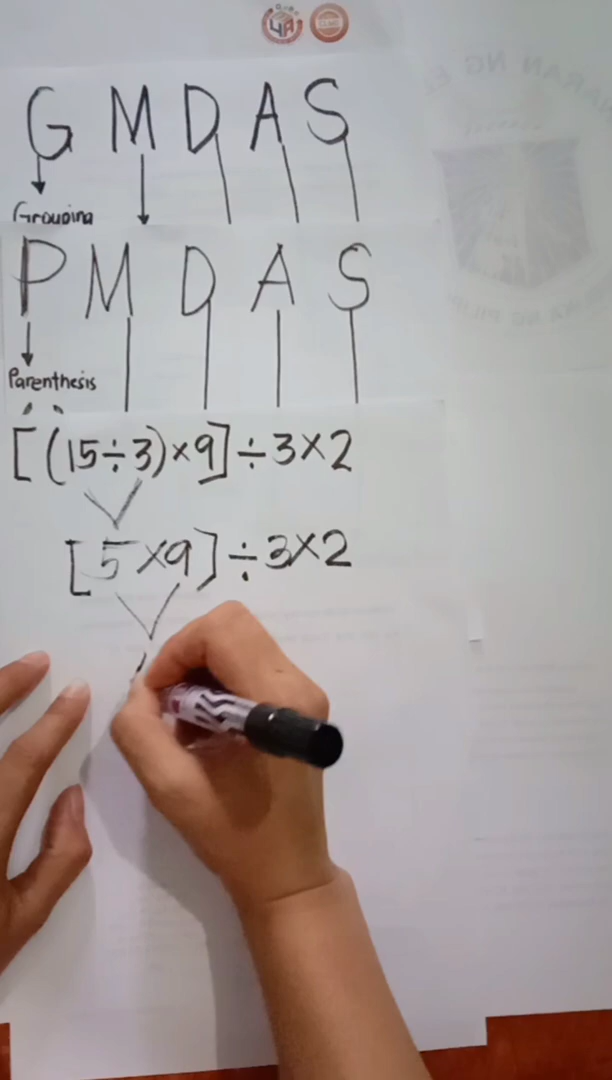 G M D A S
Grouping
P M D A S
Parenthesis
[(15÷3)×9]÷3×2
[5×9]÷3×2